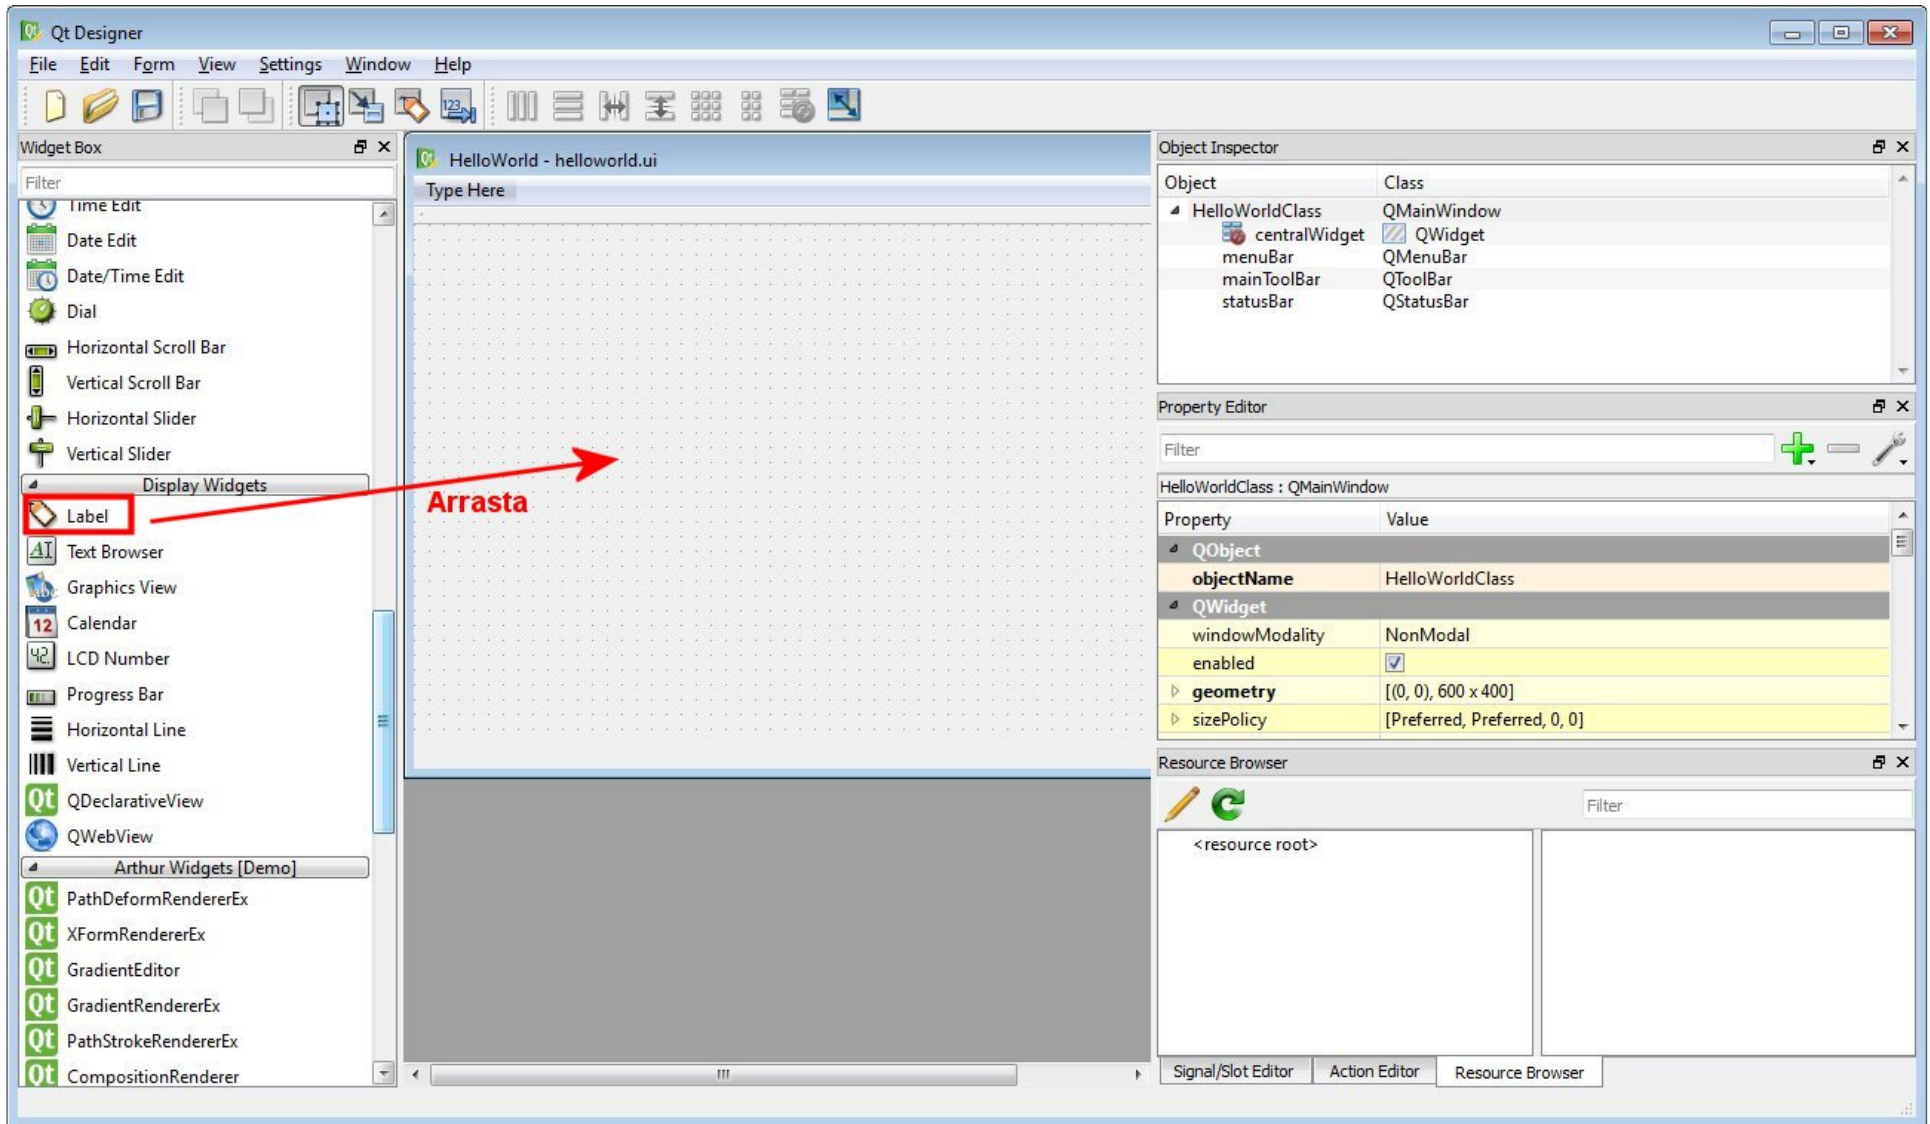 Qt Designer
File Edit Form View Settings Window Help
Widget Box
Filter
Time Edit
Date Edit
Date/Time Edit
Dial
Horizontal Scroll Bar
Vertical Scroll Bar
Horizontal Slider
Vertical Slider
Display Widgets
Label
Text Browser
Graphics View
Calendar
LCD Number
Progress Bar
Horizontal Line
Vertical Line
QDeclarativeView
QWebView
Arthur Widgets [Demo]
PathDeformRendererEx
XFormRendererEx
GradientEditor
GradientRendererEx
PathStrokeRendererEx
CompositionRenderer
HelloWorld - helloworld.ui
Type Here
Arrasta
Object Inspector
Object Class
HelloWorldClass QMainWindow
centralWidget QWidget
menuBar QMenuBar
mainToolBar QToolBar
statusBar QStatusBar
Property Editor
Filter
HelloWorldClass : QMainWindow
Property Value
QObject
objectName HelloWorldClass
QWidget
windowModality NonModal
enabled
geometry [(0, 0), 600 x 400]
sizePolicy [Preferred, Preferred, 0, 0]
Resource Browser
Filter
<resource root>
Signal/Slot Editor Action Editor Resource Browser